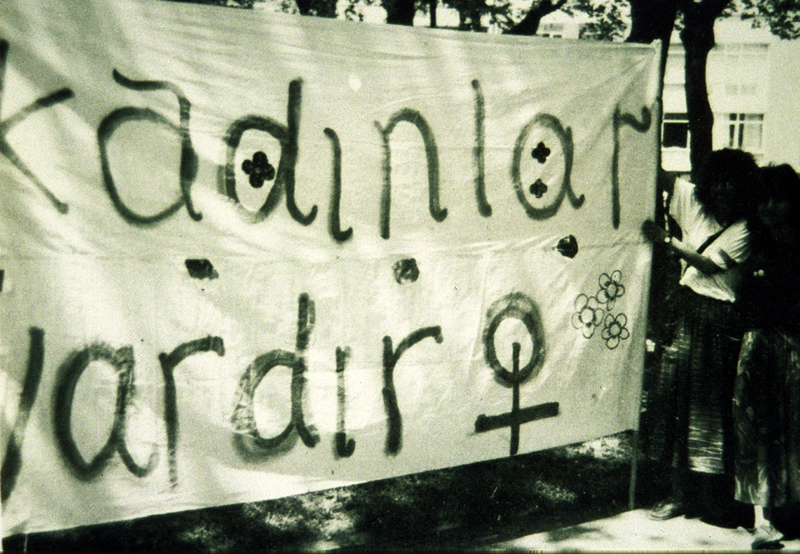 kadınlar
vardır ♀